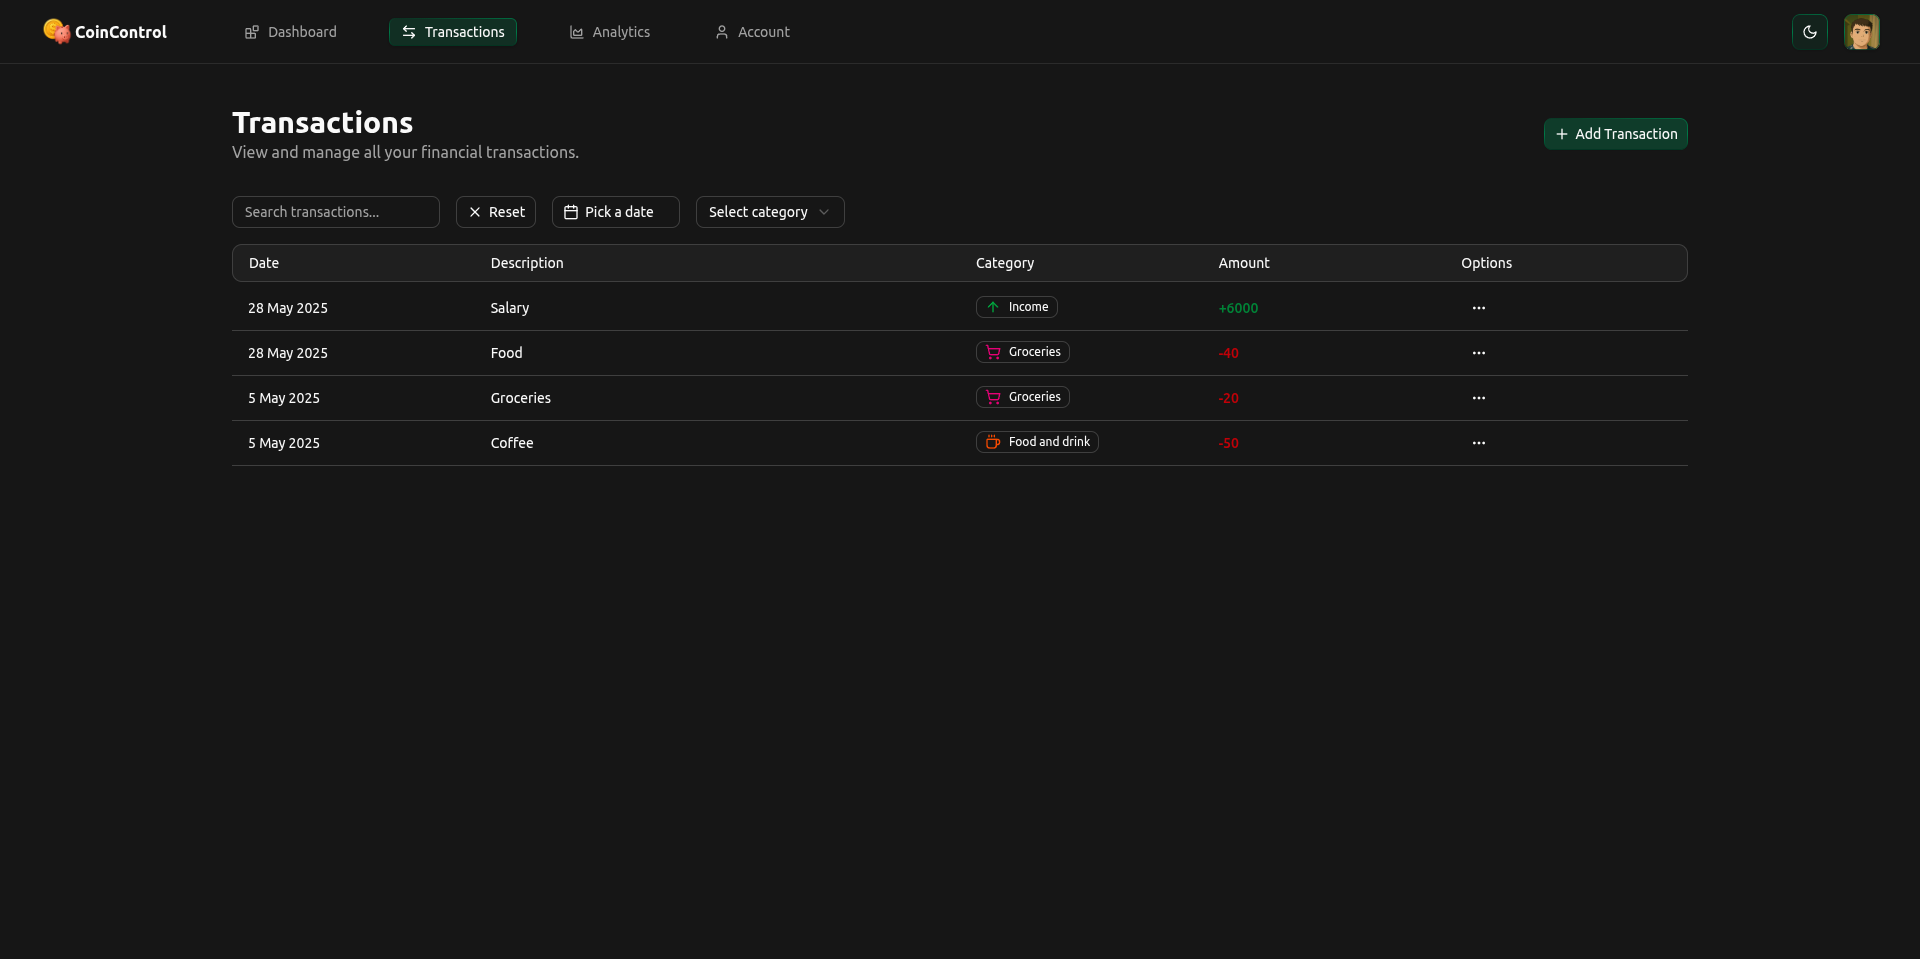 CoinControl Dashboard Transactions Analytics Account
Transactions
View and manage all your financial transactions.
Add Transaction
Search transactions... Reset Pick a date Select category
Date Description Category Amount Options
28 May 2025 Salary Income +6000
28 May 2025 Food Groceries -40
5 May 2025 Groceries Groceries -20
5 May 2025 Coffee Food and drink -50